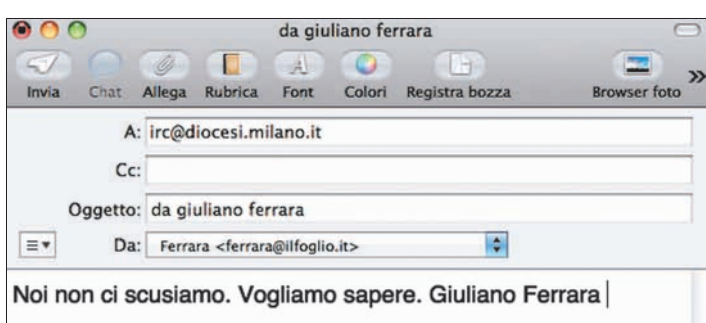 da giuliano ferrara
Invia Chat Allega Rubrica Font Colori Registra bozza Browser foto »
A: irc@diocesi.milano.it
Cc:
Oggetto: da giuliano ferrara
Da: Ferrara <ferrara@ilfoglio.it>
Noi non ci scusiamo. Vogliamo sapere. Giuliano Ferrara